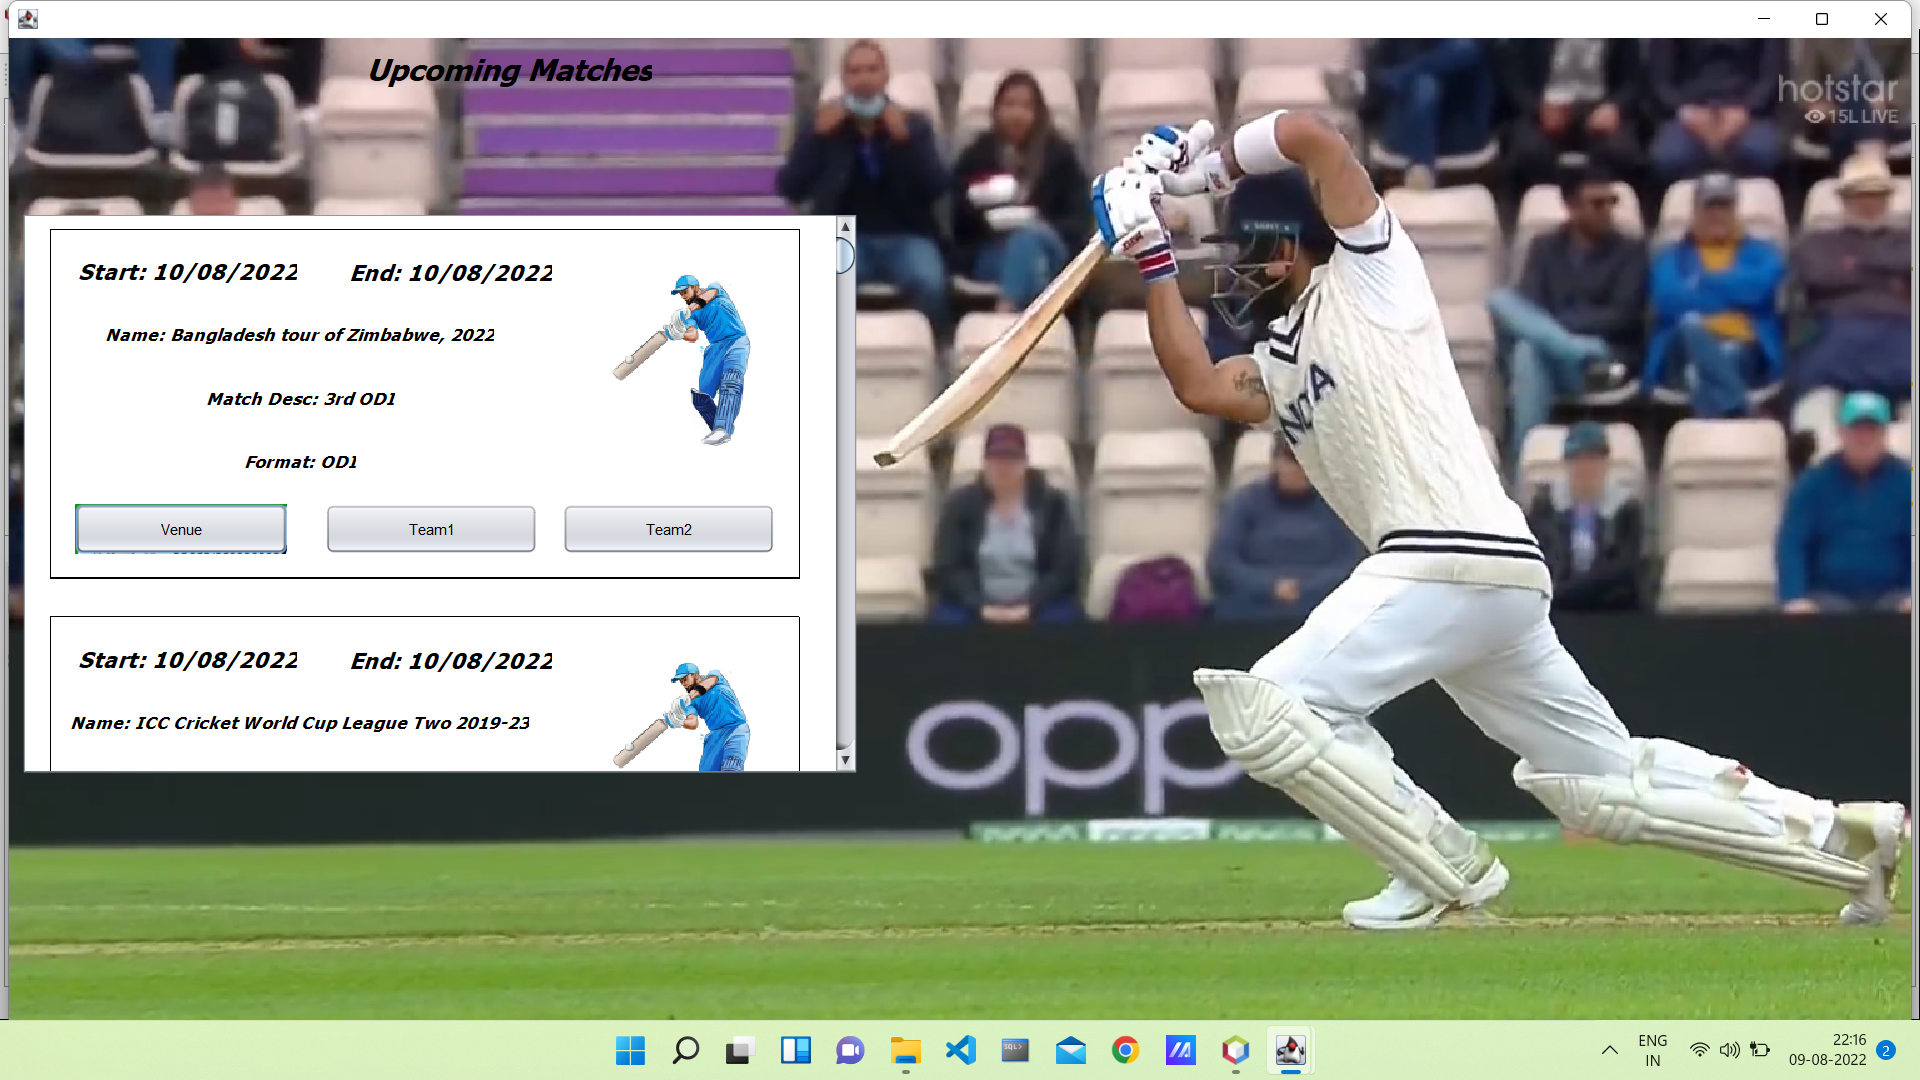 Upcoming Matches
hotstar
15L LIVE
Start: 10/08/2022 End: 10/08/2022
Name: Bangladesh tour of Zimbabwe, 2022
Match Desc: 3rd ODI
Format: ODI
Venue Team1 Team2
Start: 10/08/2022 End: 10/08/2022
Name: ICC Cricket World Cup League Two 2019-23
INDIA
opp
SQL>
ENG
IN
22:16
09-08-2022
2